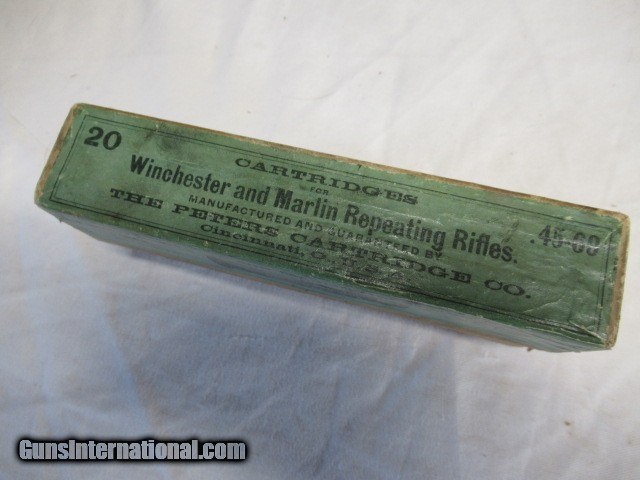 20
CARTRIDGES
FOR
Winchester and Marlin Repeating Rifles.
.45-60
MANUFACTURED AND GUARANTEED BY
THE PETERS CARTRIDGE CO.
Cincinnati, O., U.S.A.
GunsInternational.com